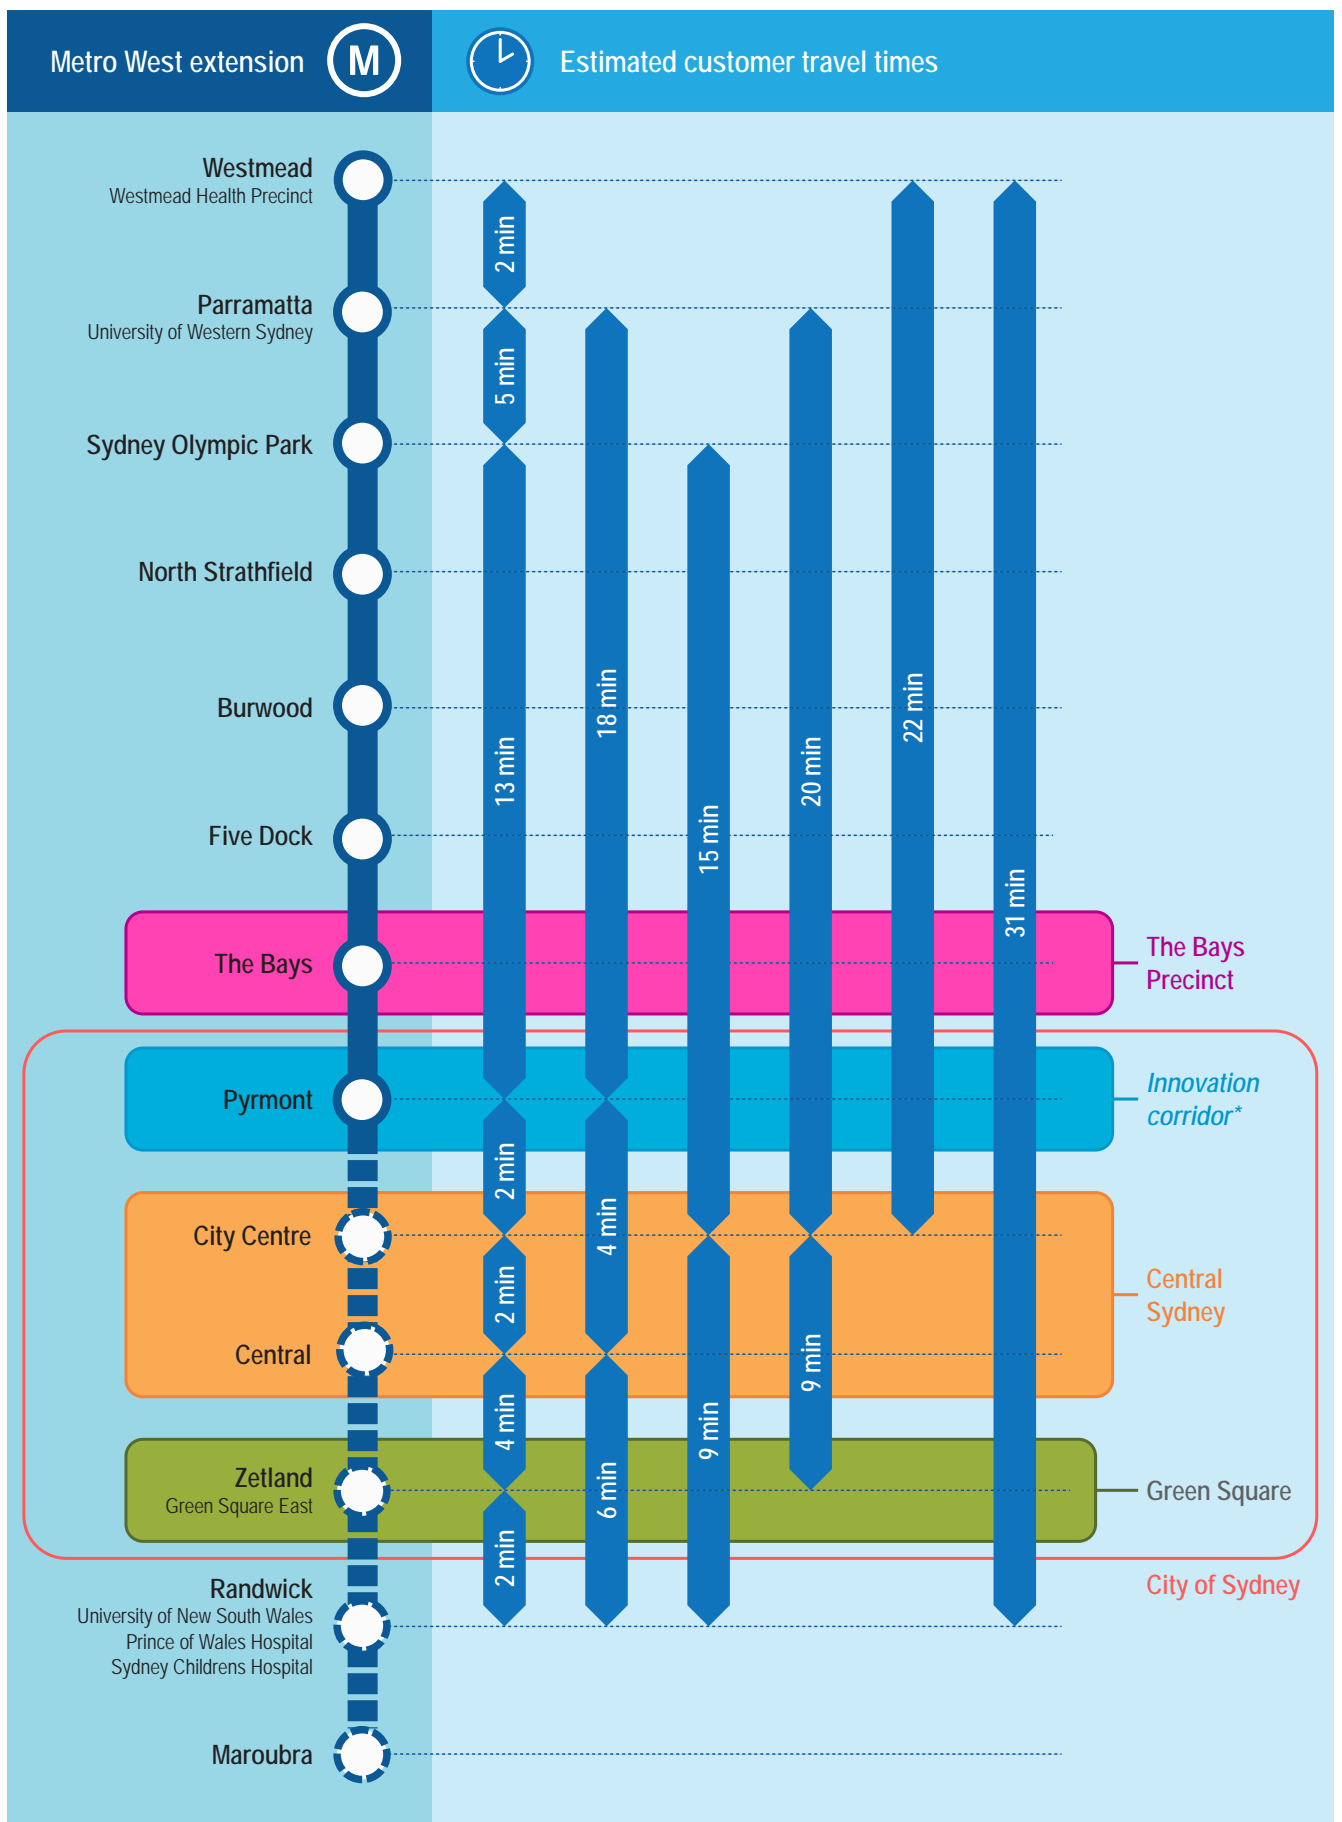 Metro West extension
M
Estimated customer travel times
Westmead
Westmead Health Precinct
Parramatta
University of Western Sydney
Sydney Olympic Park
North Strathfield
Burwood
Five Dock
The Bays
Pyrmont
City Centre
Central
Zetland
Green Square East
Randwick
University of New South Wales
Prince of Wales Hospital
Sydney Childrens Hospital
Maroubra
2 min
5 min
13 min
2 min
2 min
4 min
2 min
18 min
4 min
6 min
15 min
9 min
20 min
9 min
22 min
31 min
The Bays
Precinct
Innovation
corridor*
Central
Sydney
Green Square
City of Sydney